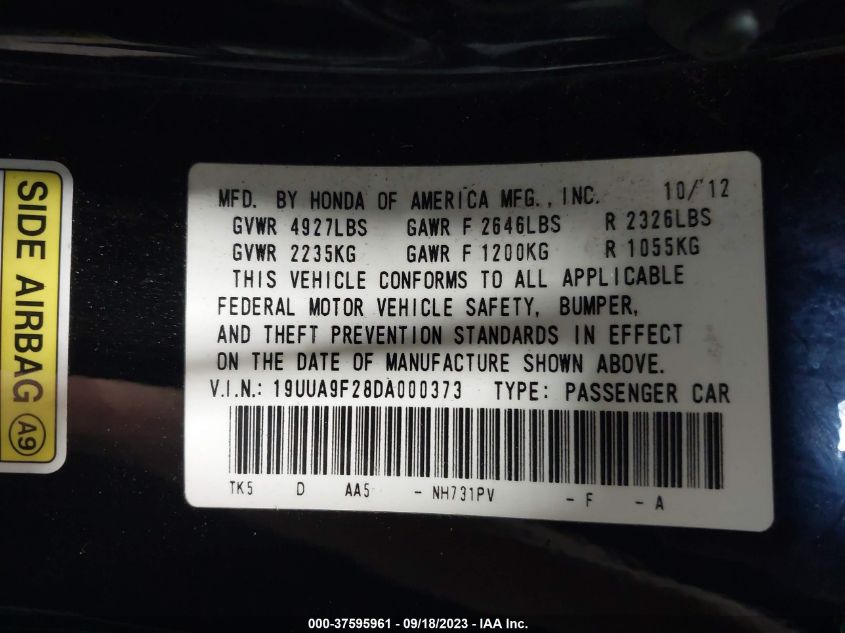 SIDE AIRBAG A9
MFD. BY HONDA OF AMERICA MFG., INC. 10/12
GVWR 4927LBS GAWR F 2646LBS R 2326LBS
GVWR 2235KG GAWR F 1200KG R 1055KG
THIS VEHICLE CONFORMS TO ALL APPLICABLE
FEDERAL MOTOR VEHICLE SAFETY, BUMPER,
AND THEFT PREVENTION STANDARDS IN EFFECT
ON THE DATE OF MANUFACTURE SHOWN ABOVE.
V.I.N.: 19UUA9F28DA000373 TYPE: PASSENGER CAR
TK5 D AA5 - NH731PV - F - A
000-37595961 - 09/18/2023 - IAA Inc.